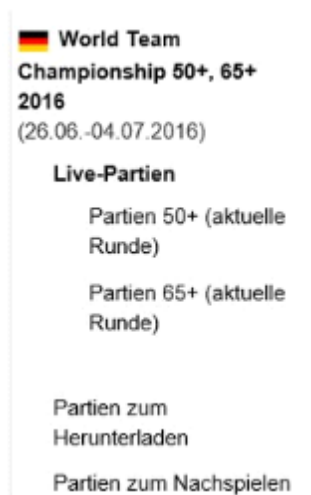 World Team
Championship 50+, 65+
2016
(26.06.-04.07.2016)
Live-Partien
Partien 50+ (aktuelle
Runde)
Partien 65+ (aktuelle
Runde)
Partien zum
Herunterladen
Partien zum Nachspielen